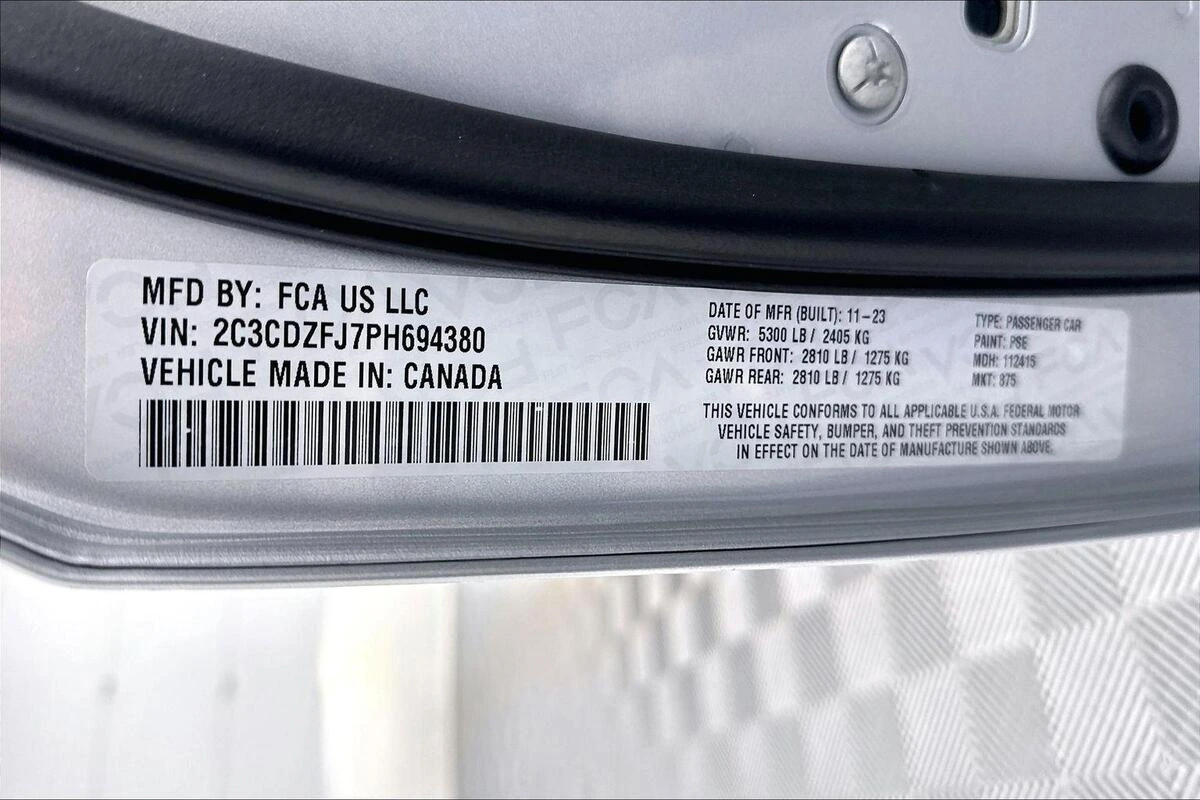 MFD BY: FCA US LLC
VIN: 2C3CDZFJ7PH694380
VEHICLE MADE IN: CANADA
DATE OF MFR (BUILT): 11-23
GVWR: 5300 LB / 2405 KG
GAWR FRONT: 2810 LB / 1275 KG
GAWR REAR: 2810 LB / 1275 KG
TYPE: PASSENGER CAR
PAINT: PSE
MDH: 112415
MKT: 875
THIS VEHICLE CONFORMS TO ALL APPLICABLE U.S.A. FEDERAL MOTOR
VEHICLE SAFETY, BUMPER, AND THEFT PREVENTION STANDARDS
IN EFFECT ON THE DATE OF MANUFACTURE SHOWN ABOVE.